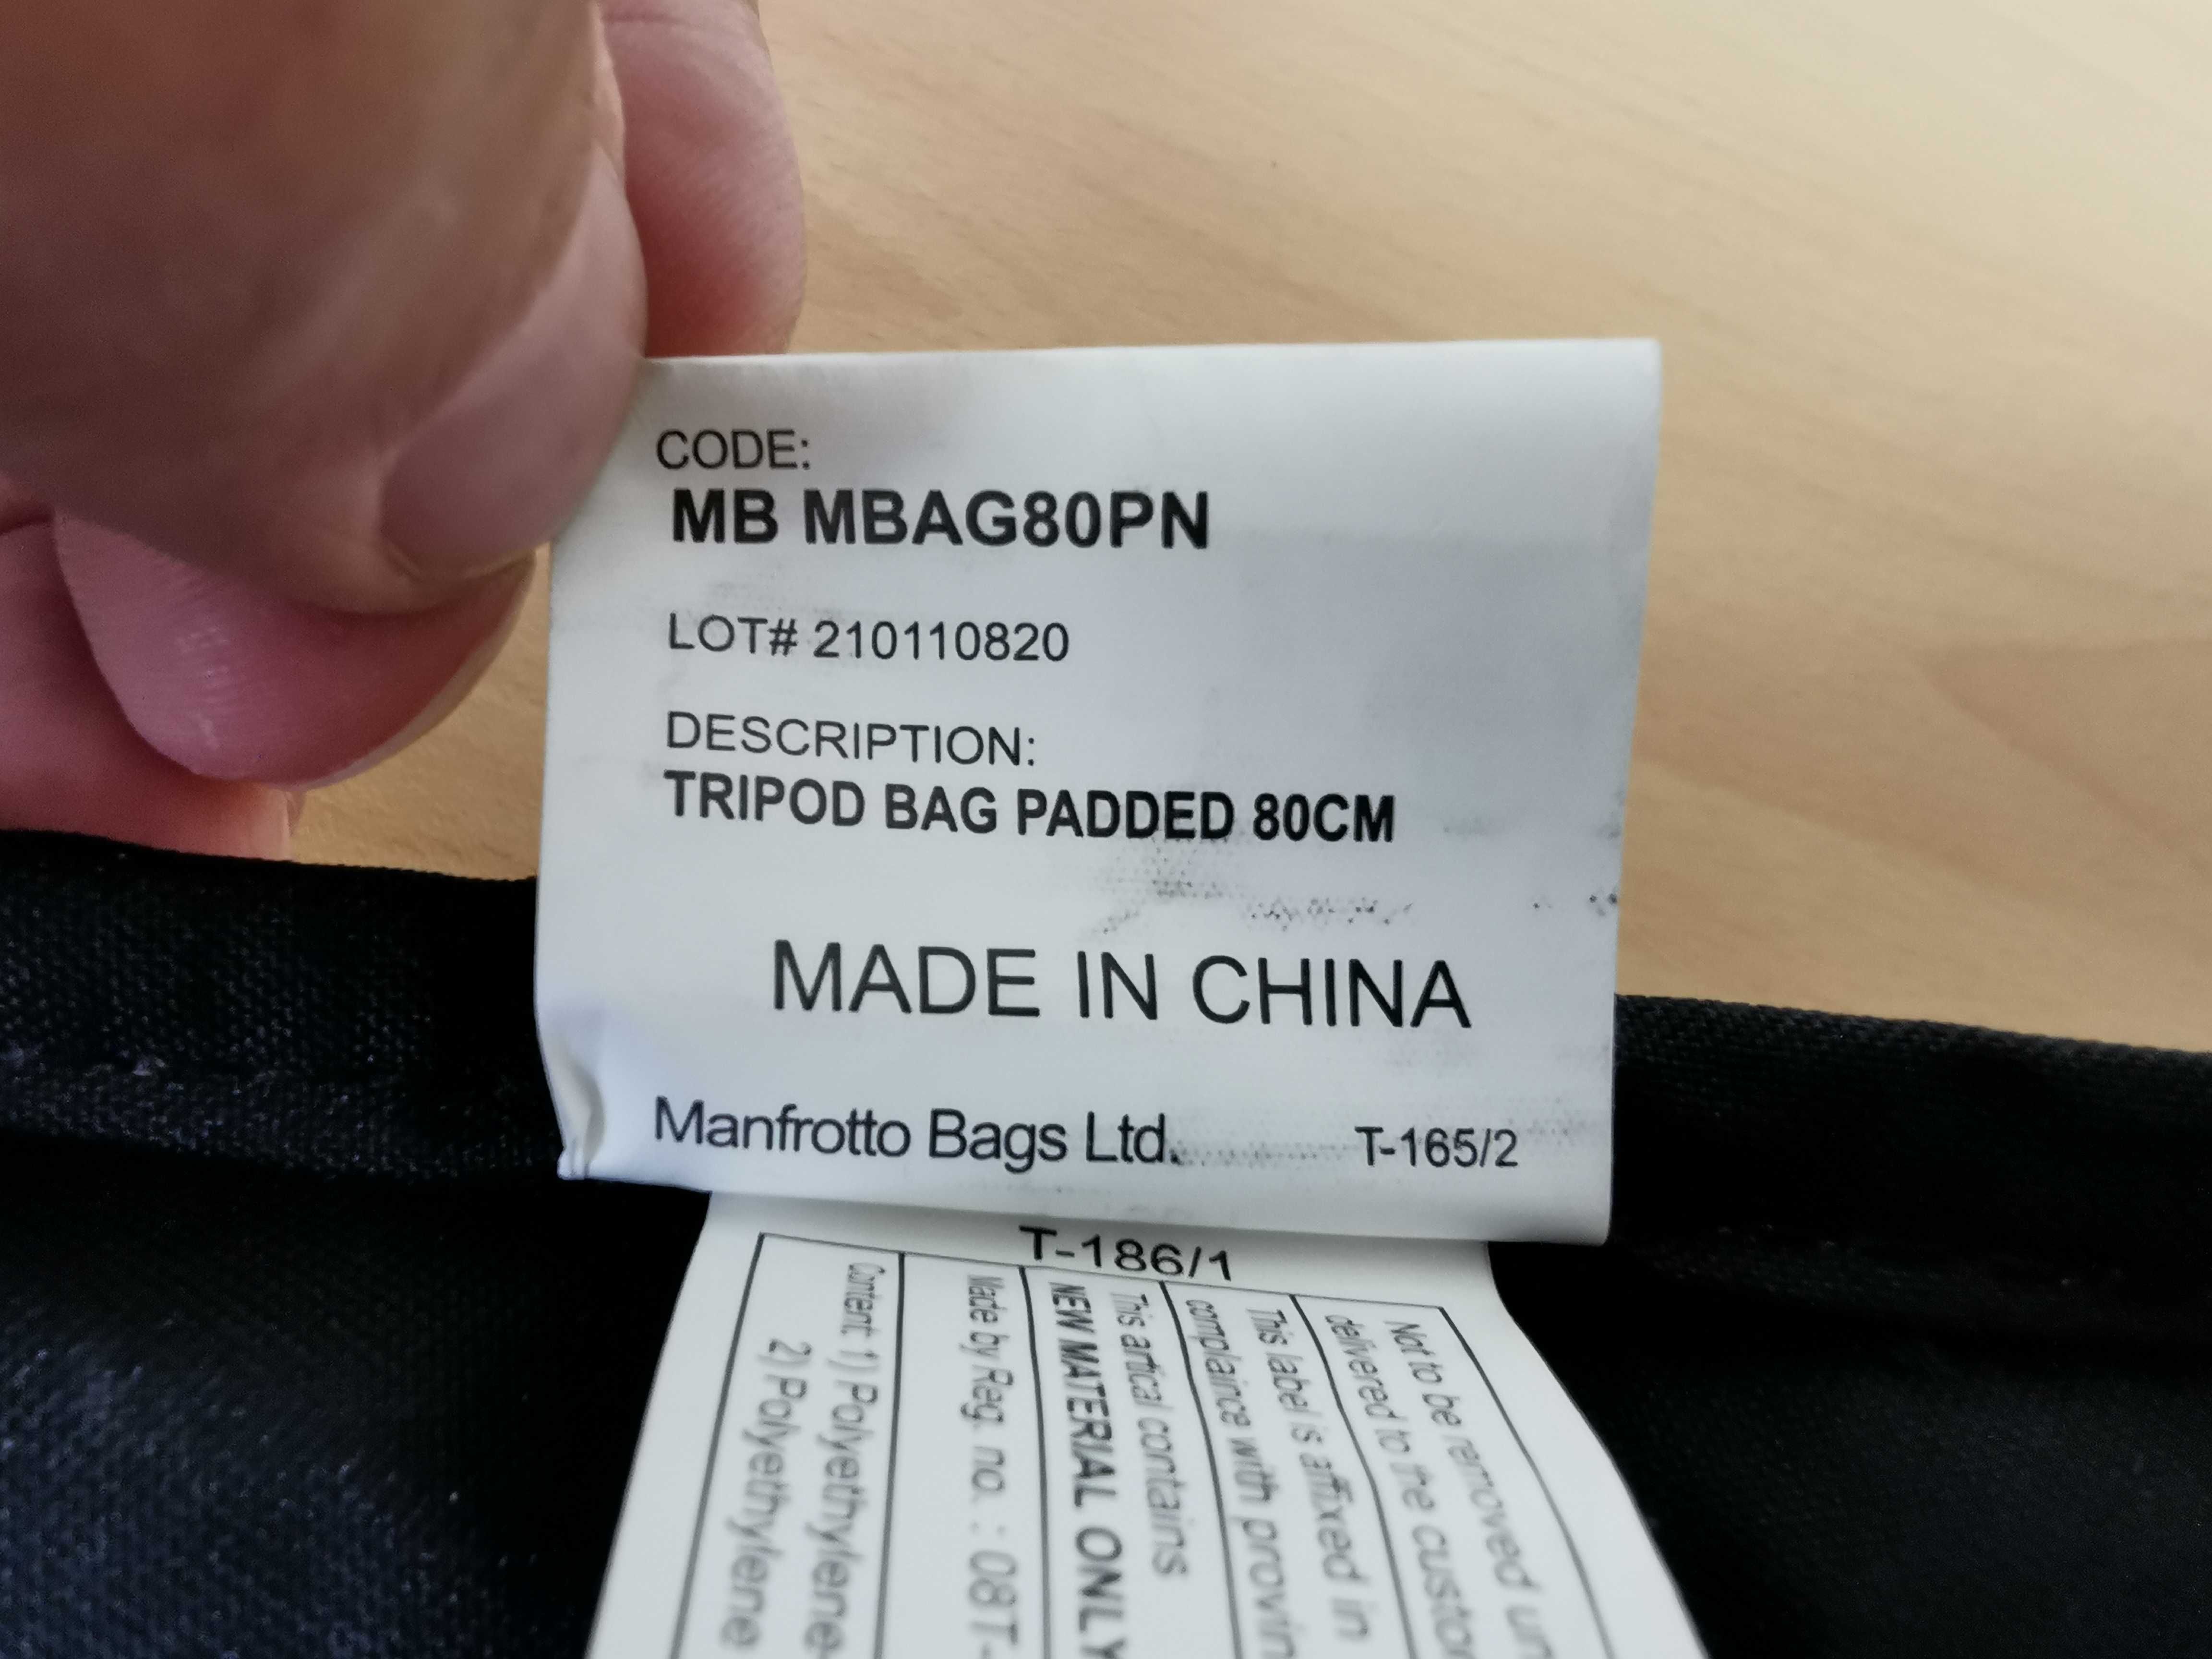 CODE:
MB MBAG80PN
LOT# 210110820
DESCRIPTION:
TRIPOD BAG PADDED 80CM
MADE IN CHINA
Manfrotto Bags Ltd. T-165/2
T-186/1
Not to be removed
delivered to the
This label is affixed in
complaince with
This artical contains
NEW MATERIAL ONLY
Made by Reg. no. : 08T-
Content 1) Polyethylene-
2) Polyethylene